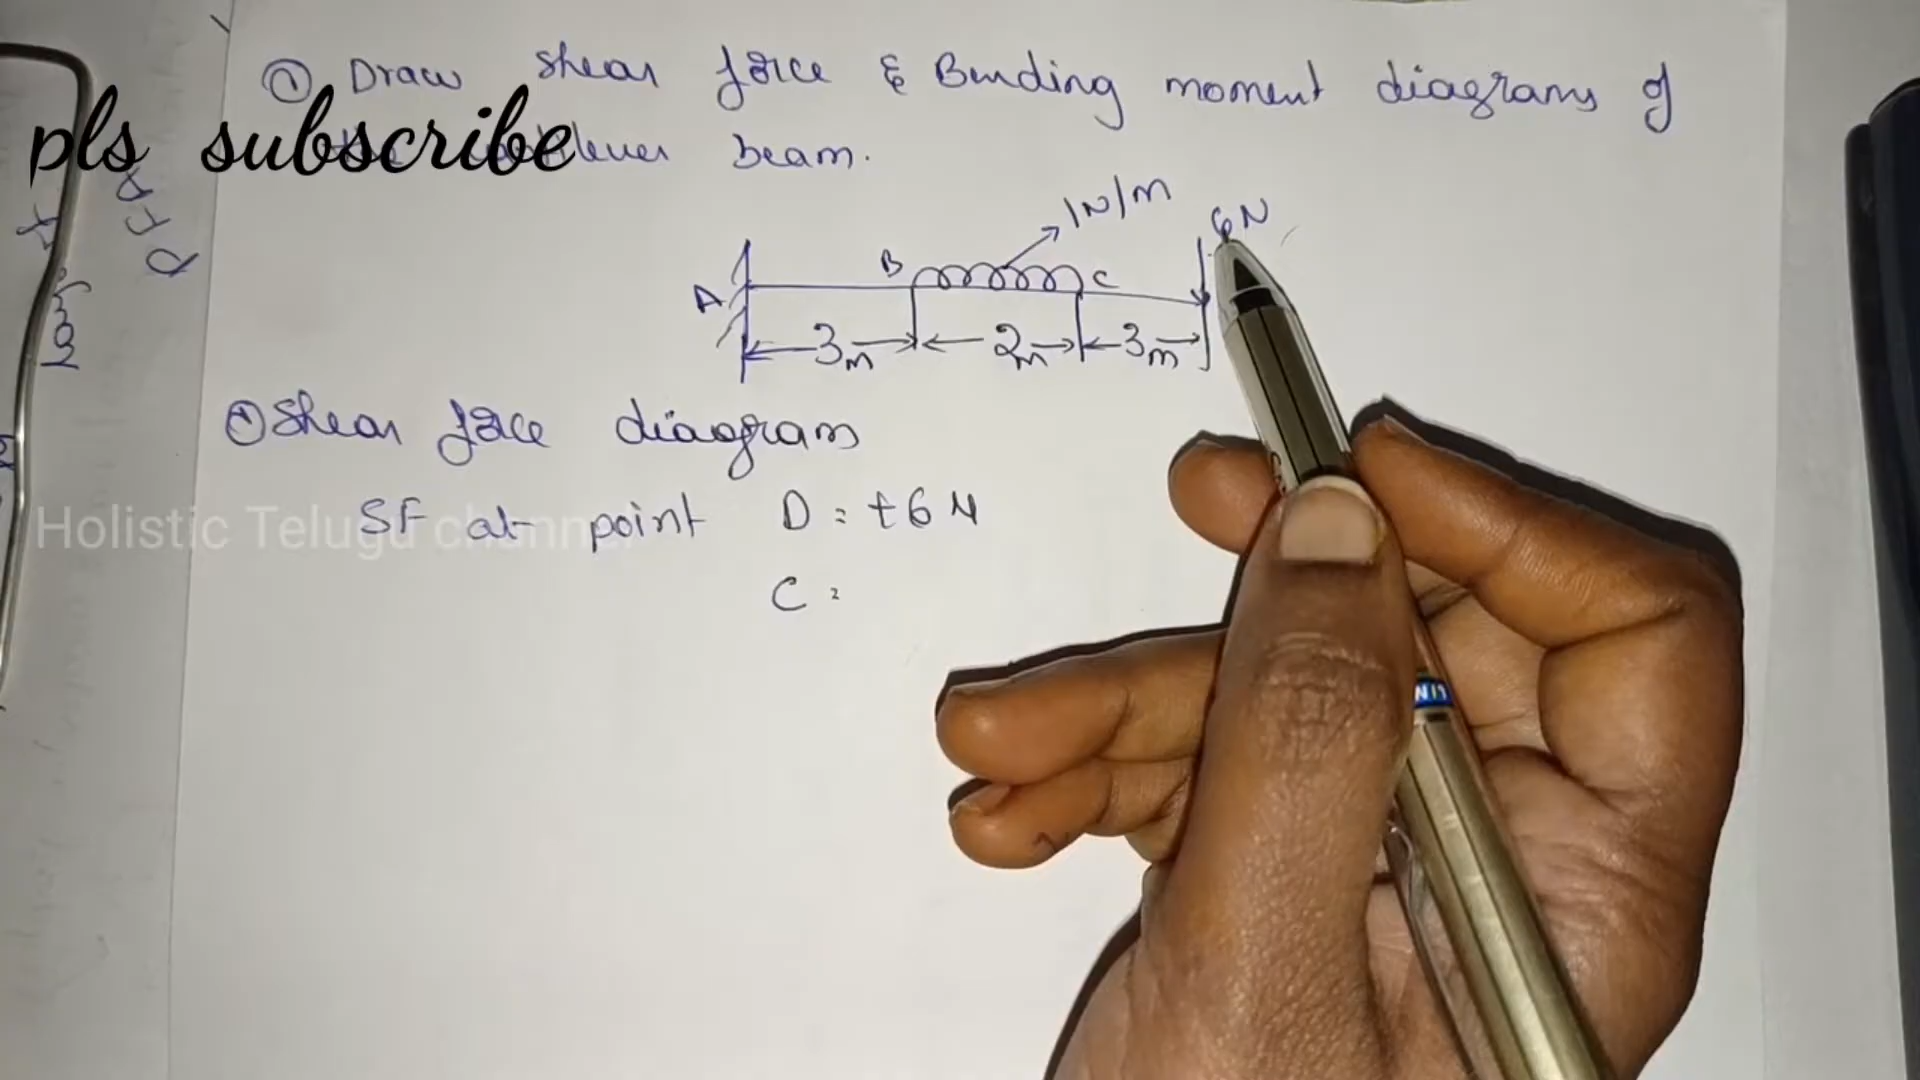 ① Draw shear force & Bending moment diagrams of
pls subscribe
beam.
1N/m
6N
A B C
3m 2m 3m
① Shear force diagram
SF at point D = +6N
Holistic Telugu channel
C =
UNI